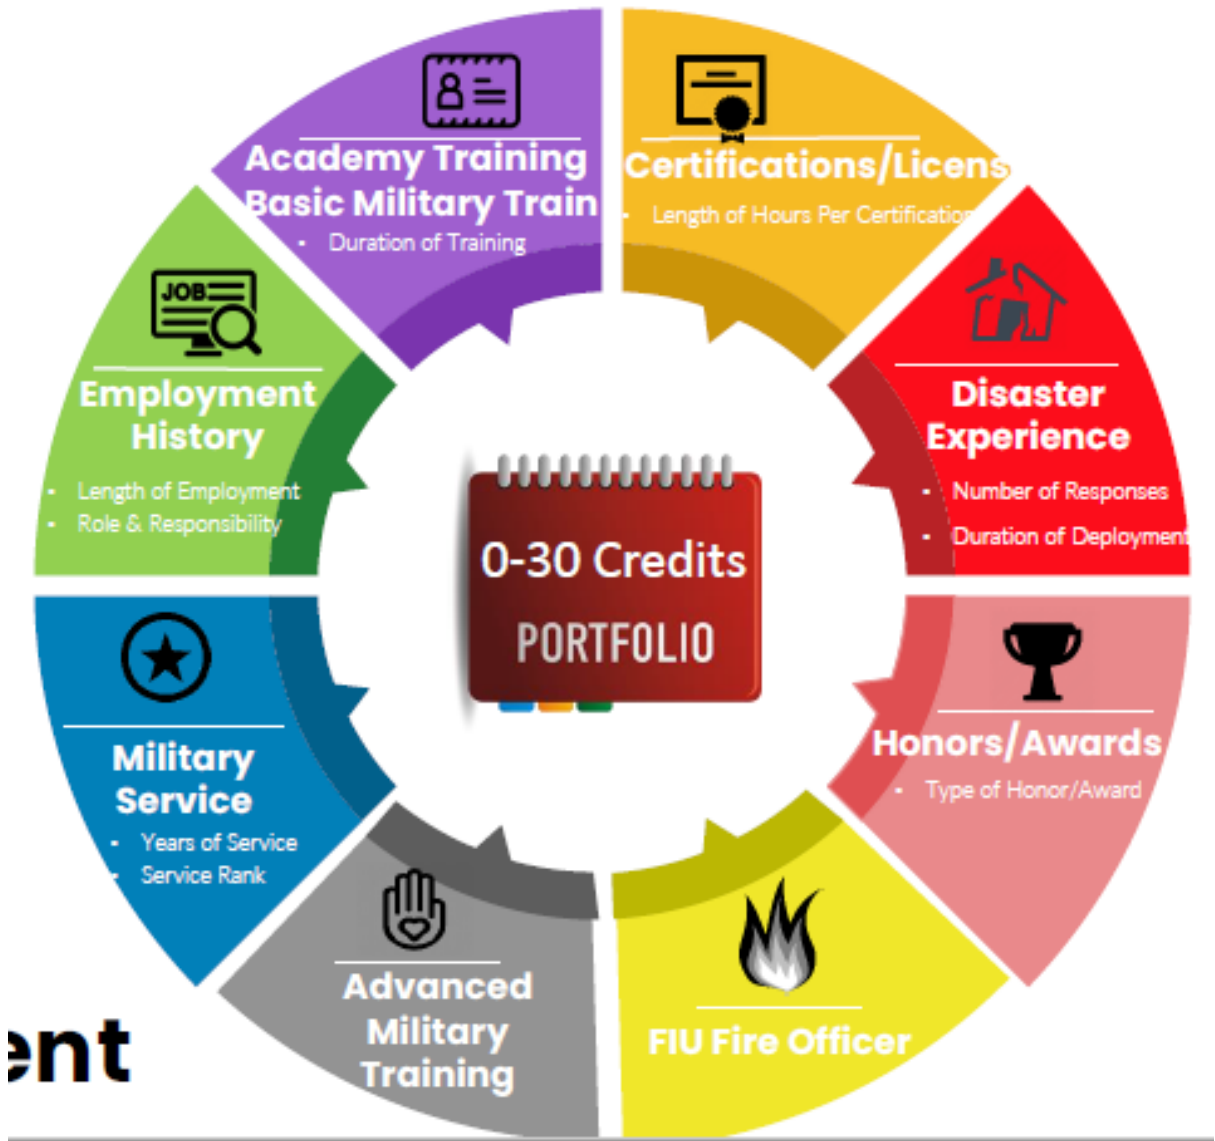 Academy Training
Basic Military Train
Duration of Training
Certifications/Licens
Length of Hours Per Certification
Disaster
Experience
Number of Responses
Duration of Deployment
Honors/Awards
Type of Honor/Award
FIU Fire Officer
Advanced
Military
Training
Military
Service
Years of Service
Service Rank
JOB
Employment
History
Length of Employment
Role & Responsibility
0-30 Credits
PORTFOLIO
ent